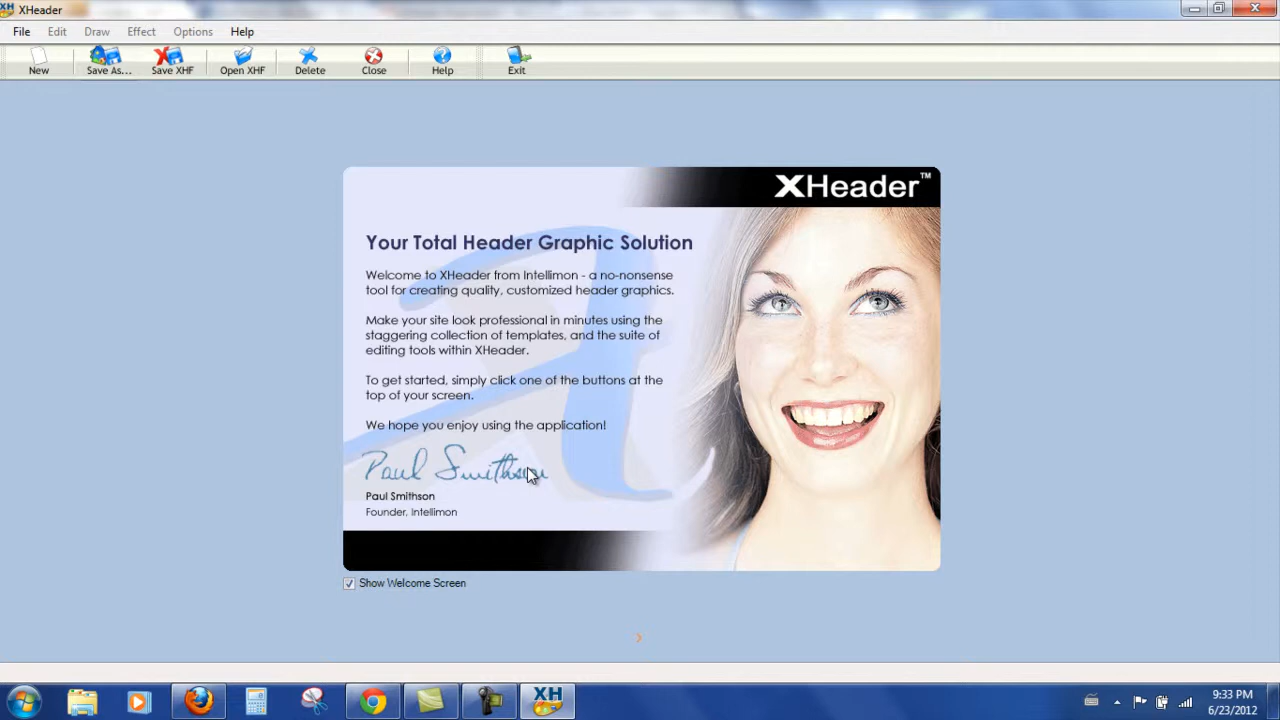 XHeader
File Edit Draw Effect Options Help
New Save As... Save XHF Open XHF Delete Close Help Exit
XHeader™
Your Total Header Graphic Solution
Welcome to XHeader from Intellimon - a no-nonsense
tool for creating quality, customized header graphics.
Make your site look professional in minutes using the
staggering collection of templates, and the suite of
editing tools within XHeader.
To get started, simply click one of the buttons at the
top of your screen.
We hope you enjoy using the application!
Paul Smithson
Paul Smithson
Founder, Intellimon
Show Welcome Screen
XH
9:33 PM
6/23/2012